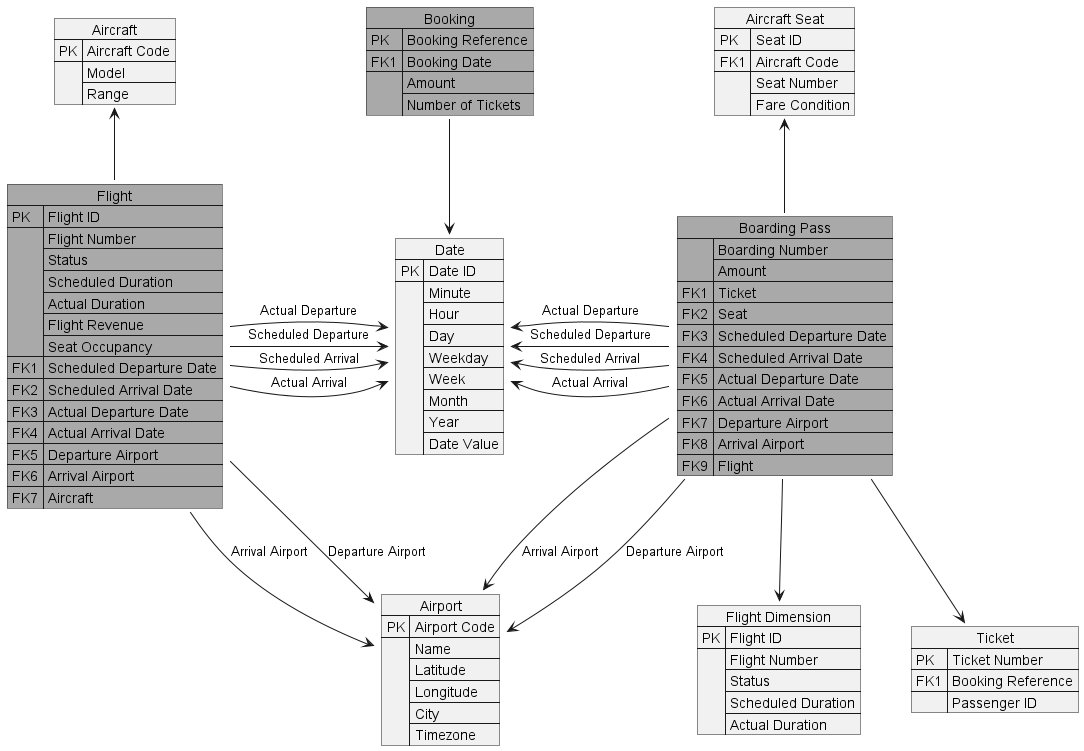 Aircraft
PK Aircraft Code
Model
Range
Booking
PK Booking Reference
FK1 Booking Date
Amount
Number of Tickets
Aircraft Seat
PK Seat ID
FK1 Aircraft Code
Seat Number
Fare Condition
Flight
PK Flight ID
Flight Number
Status
Scheduled Duration
Actual Duration
Flight Revenue
Seat Occupancy
FK1 Scheduled Departure Date
FK2 Scheduled Arrival Date
FK3 Actual Departure Date
FK4 Actual Arrival Date
FK5 Departure Airport
FK6 Arrival Airport
FK7 Aircraft
Actual Departure
Scheduled Departure
Scheduled Arrival
Actual Arrival
Date
PK Date ID
Minute
Hour
Day
Weekday
Week
Month
Year
Date Value
Actual Departure
Scheduled Departure
Scheduled Arrival
Actual Arrival
Boarding Pass
Boarding Number
Amount
FK1 Ticket
FK2 Seat
FK3 Scheduled Departure Date
FK4 Scheduled Arrival Date
FK5 Actual Departure Date
FK6 Actual Arrival Date
FK7 Departure Airport
FK8 Arrival Airport
FK9 Flight
Arrival Airport
Departure Airport
Arrival Airport
Departure Airport
Airport
PK Airport Code
Name
Latitude
Longitude
City
Timezone
Flight Dimension
PK Flight ID
Flight Number
Status
Scheduled Duration
Actual Duration
Ticket
PK Ticket Number
FK1 Booking Reference
Passenger ID